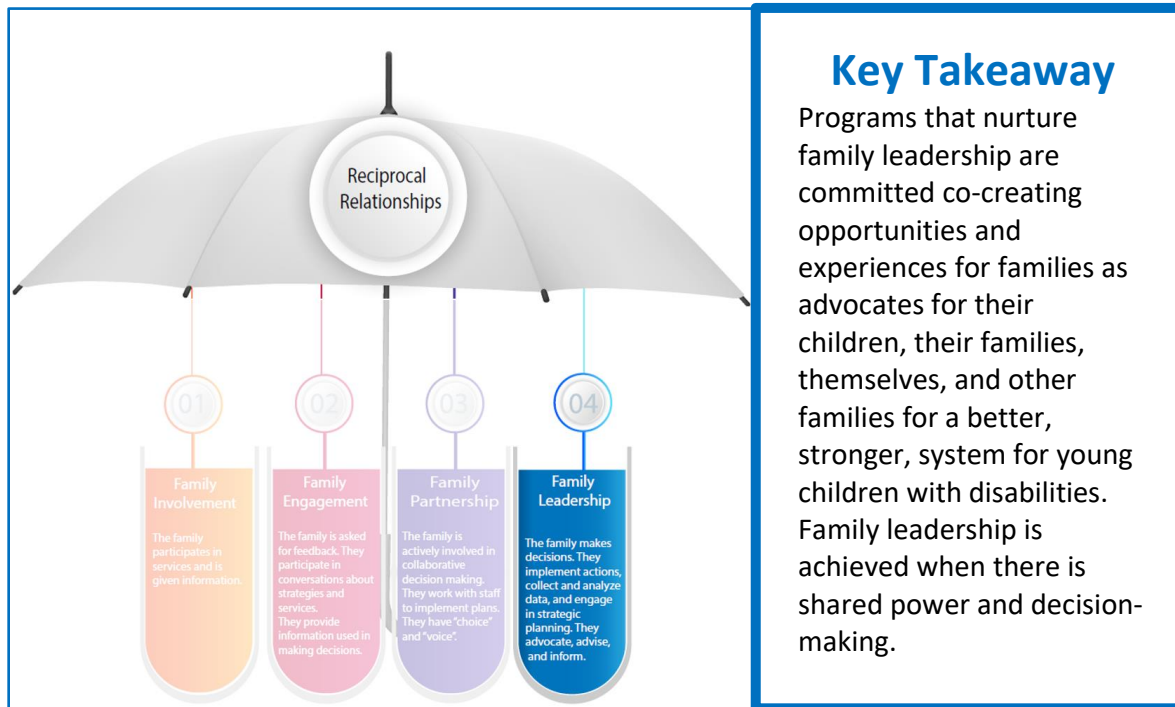 Reciprocal
Relationships
01
Family
Involvement
The family
participates in
services and is
given information.
02
Family
Engagement
The family is asked
for feedback. They
participate in
conversations about
strategies and
services.
They provide
information used in
making decisions.
03
Family
Partnership
The family is
actively involved in
collaborative
decision making.
They work with staff
to implement plans.
They have “choice”
and “voice”.
04
Family
Leadership
The family makes
decisions. They
implement actions,
collect and analyze
data, and engage
in strategic
planning. They
advocate, advise,
and inform.
Key Takeaway
Programs that nurture
family leadership are
committed co-creating
opportunities and
experiences for families as
advocates for their
children, their families,
themselves, and other
families for a better,
stronger, system for young
children with disabilities.
Family leadership is
achieved when there is
shared power and decision-
making.